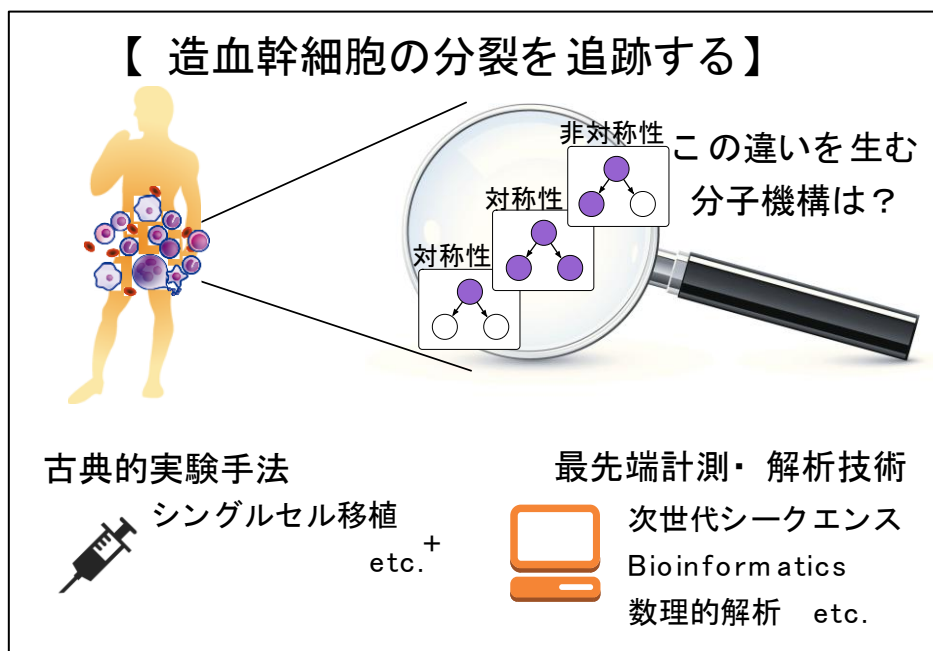 【 造血幹細胞の分裂を追跡する】
非対称性
この違いを生む
分子機構は？
対称性
対称性
古典的実験手法
シングルセル移植
etc.
+
最先端計測・ 解析技術
次世代シークエンス
Bioinformatics
数理的解析 etc.